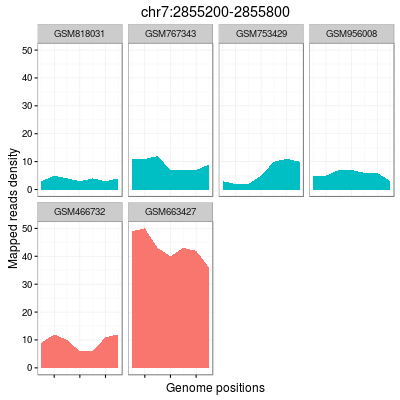 chr7:2855200-2855800
GSM818031 GSM767343 GSM753429 GSM956008
50
40
30
20
10
0
GSM466732 GSM663427
50
40
30
20
10
0
Mapped reads density
Genome positions